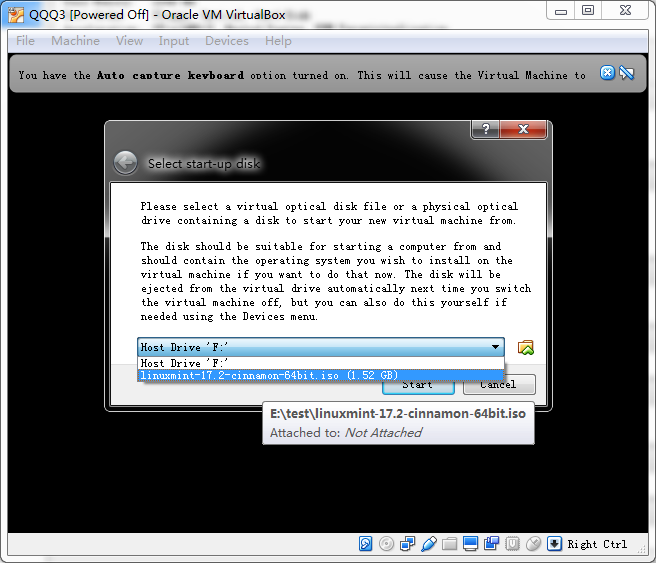 QQQ3 [Powered Off] - Oracle VM VirtualBox
File Machine View Input Devices Help
You have the Auto capture keyboard option turned on. This will cause the Virtual Machine to
?
Select start-up disk
Please select a virtual optical disk file or a physical optical
drive containing a disk to start your new virtual machine from.
The disk should be suitable for starting a computer from and
should contain the operating system you wish to install on the
virtual machine if you want to do that now. The disk will be
ejected from the virtual drive automatically next time you switch
the virtual machine off, but you can also do this yourself if
needed using the Devices menu.
Host Drive 'F:'
Host Drive 'F:'
linuxmint-17.2-cinnamon-64bit.iso (1.52 GB)
Start Cancel
E:\test\linuxmint-17.2-cinnamon-64bit.iso
Attached to: Not Attached
Right Ctrl